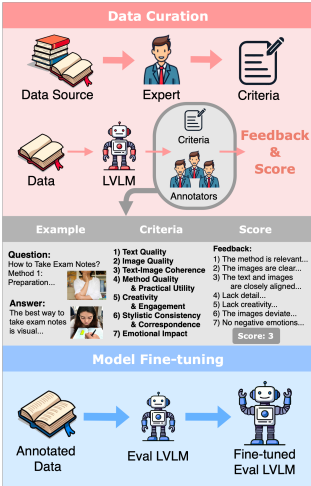 Data Curation
Data Source
Expert
Criteria
Criteria
Feedback
&
Score
Data
LVLM
Annotators
Example
Criteria
Score
Question:
How to Take Exam Notes?
Method 1:
Preparation...
Answer:
The best way to
take exam notes
is visual...
1) Text Quality
2) Image Quality
3) Text-Image Coherence
4) Method Quality
& Practical Utility
5) Creativity
& Engagement
6) Stylistic Consistency
& Correspondence
7) Emotional Impact
Feedback:
1) The method is relevant...
2) The images are clear...
3) The text and images
are closely aligned...
4) Lack detail...
5) Lack creativity...
6) The images deviate...
7) No negative emotions...
Score: 3
Model Fine-tuning
Annotated
Data
Eval LVLM
Fine-tuned
Eval LVLM